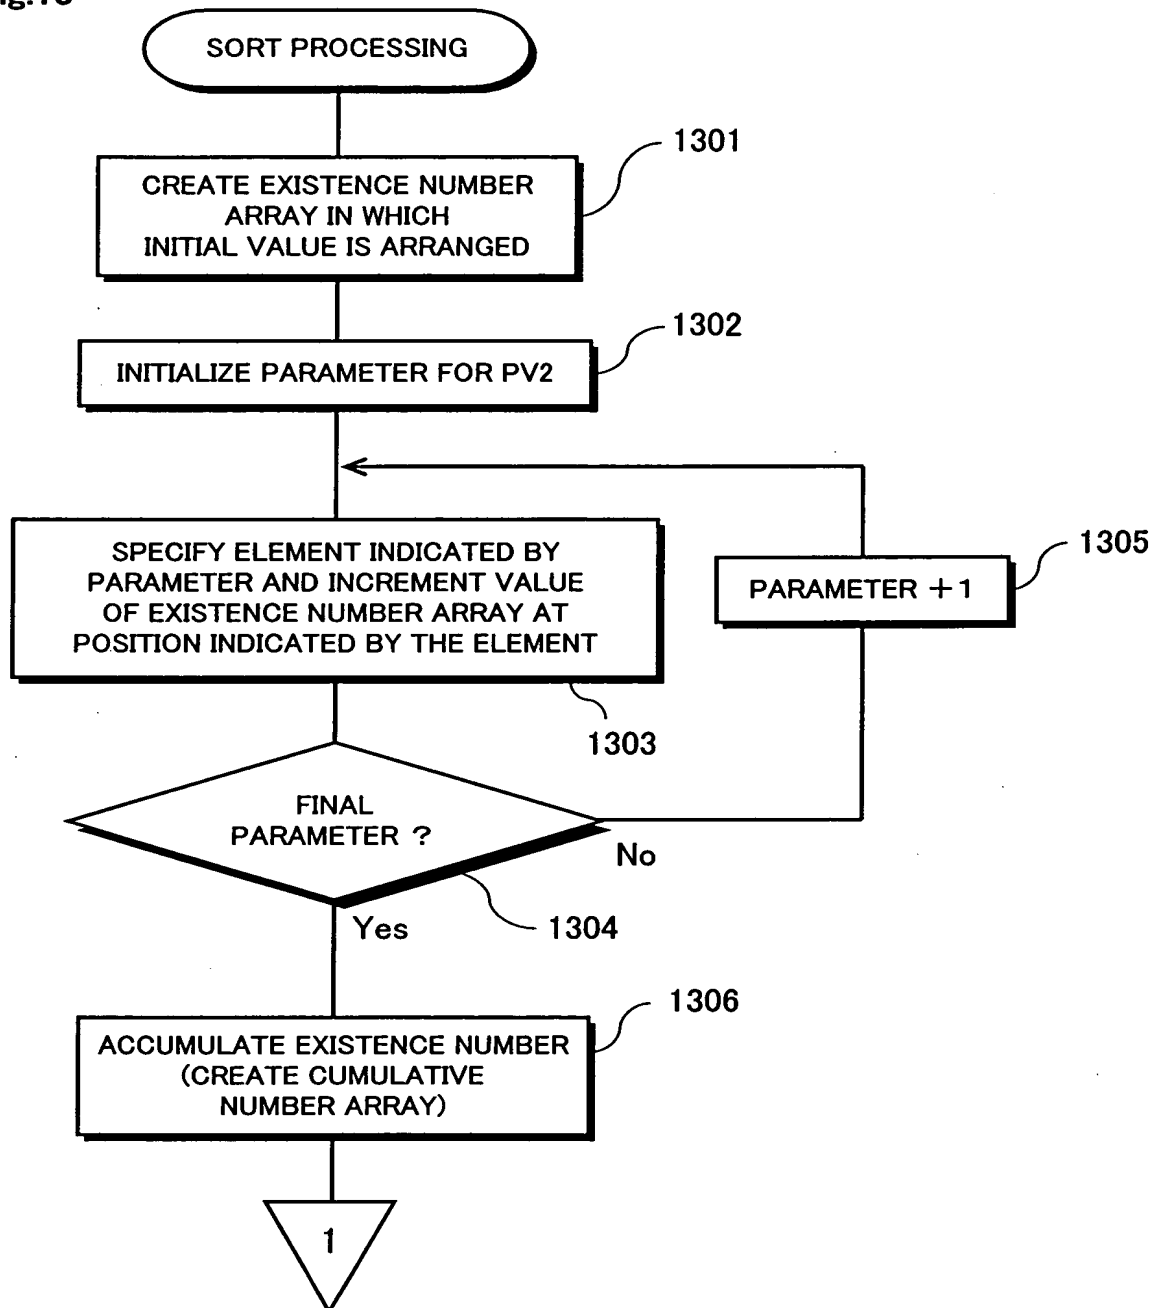 SORT PROCESSING
1301
CREATE EXISTENCE NUMBER
ARRAY IN WHICH
INITIAL VALUE IS ARRANGED
1302
INITIALIZE PARAMETER FOR PV2
SPECIFY ELEMENT INDICATED BY
PARAMETER AND INCREMENT VALUE
OF EXISTENCE NUMBER ARRAY AT
POSITION INDICATED BY THE ELEMENT
1305
PARAMETER +1
1303
FINAL
PARAMETER ?
No
Yes
1304
1306
ACCUMULATE EXISTENCE NUMBER
(CREATE CUMULATIVE
NUMBER ARRAY)
1